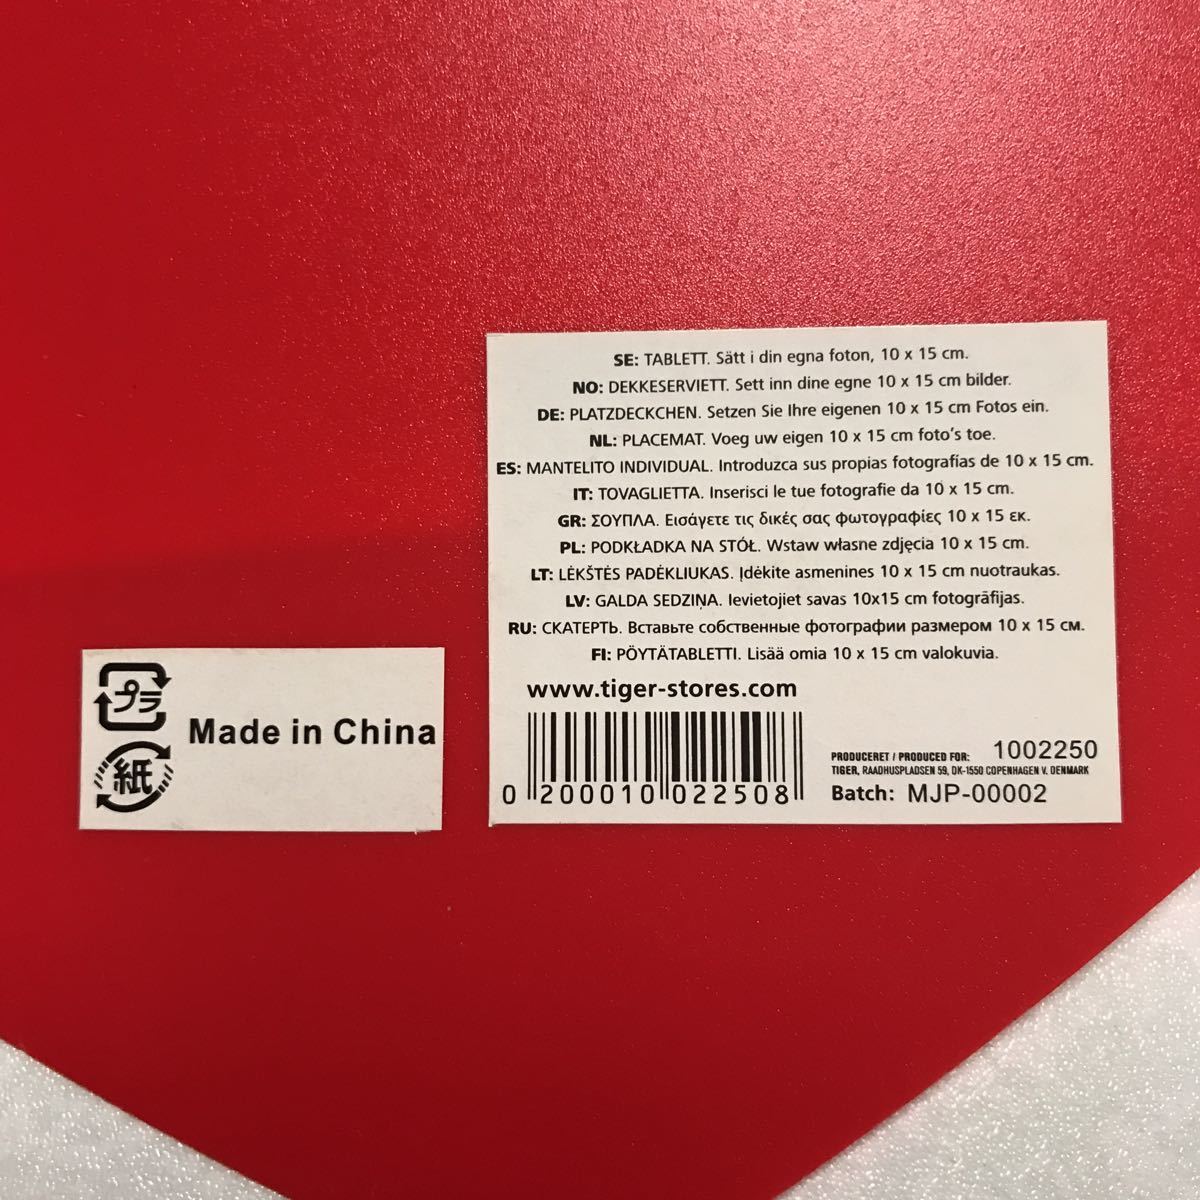 SE: TABLETT. Sätt i din egna foton, 10 x 15 cm.
NO: DEKKESERVIETT. Sett inn dine egne 10 x 15 cm bilder.
DE: PLATZDECKCHEN. Setzen Sie Ihre eigenen 10 x 15 cm Fotos ein.
NL: PLACEMAT. Voeg uw eigen 10 x 15 cm foto's toe.
ES: MANTELITO INDIVIDUAL. Introduzca sus propias fotografías de 10 x 15 cm.
IT: TOVAGLIETTA. Inserisci le tue fotografie da 10 x 15 cm.
GR: ΣΟΥΠΛΑ. Εισάγετε τις δικές σας φωτογραφίες 10 x 15 εκ.
PL: PODKŁADKA NA STÓŁ. Wstaw własne zdjęcia 10 x 15 cm.
LT: LĖKŠTĖS PADĖKLIUKAS. Įdėkite asmenines 10 x 15 cm nuotraukas.
LV: GALDA SEDZIŅA. Ievietojiet savas 10x15 cm fotogrāfijas.
RU: СКАТЕРТЬ. Вставьте собственные фотографии размером 10 x 15 см.
FI: PÖYTÄTABLETTI. Lisää omia 10 x 15 cm valokuvia.
www.tiger-stores.com
0 200010 022508
PRODUCERET / PRODUCED FOR: 1002250
TIGER, RAADHUSPLADSEN 59, DK-1550 COPENHAGEN V. DENMARK
Batch: MJP-00002
プラ
紙
Made in China